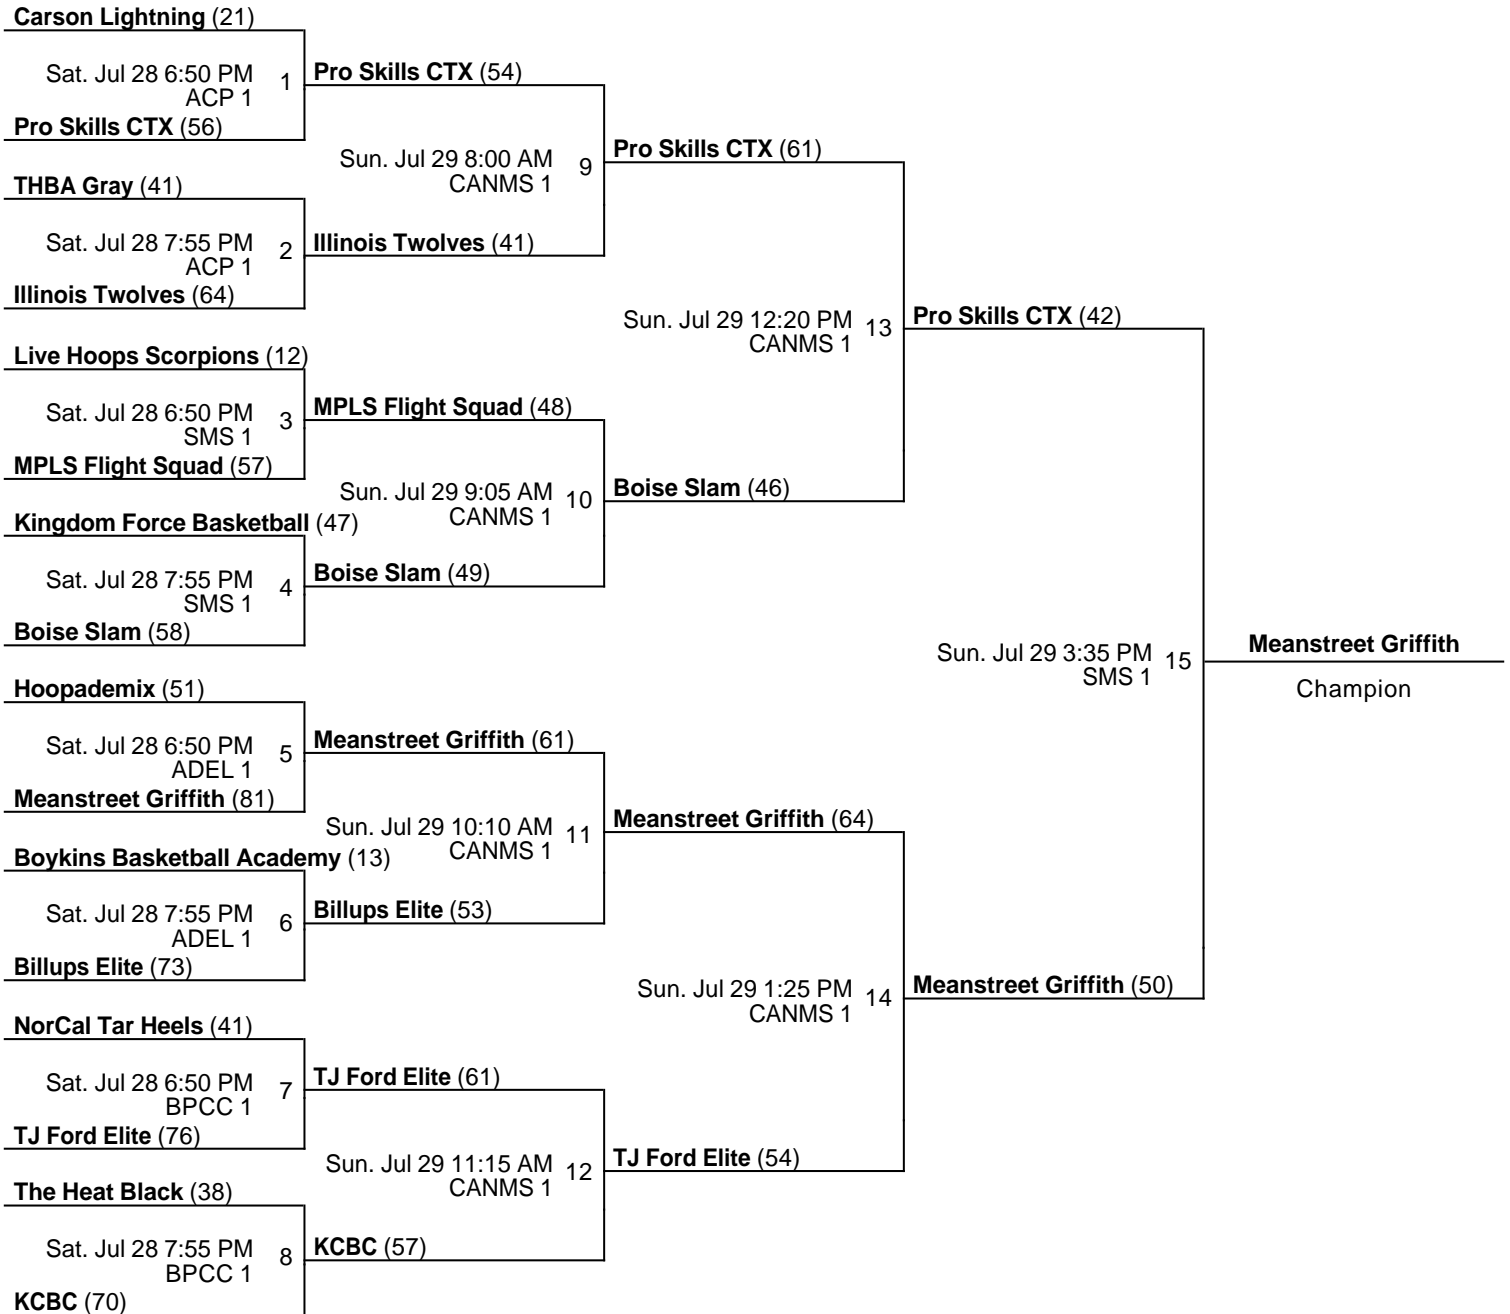 Carson Lightning (21)
Sat. Jul 28 6:50 PM 1
ACP 1
Pro Skills CTX (56)
THBA Gray (41)
Sat. Jul 28 7:55 PM 2
ACP 1
Illinois Twolves (64)
Live Hoops Scorpions (12)
Sat. Jul 28 6:50 PM 3
SMS 1
MPLS Flight Squad (57)
Kingdom Force Basketball (47)
Sat. Jul 28 7:55 PM 4
SMS 1
Boise Slam (58)
Hoopademix (51)
Sat. Jul 28 6:50 PM 5
ADEL 1
Meanstreet Griffith (81)
Boykins Basketball Academy (13)
Sat. Jul 28 7:55 PM 6
ADEL 1
Billups Elite (73)
NorCal Tar Heels (41)
Sat. Jul 28 6:50 PM 7
BPCC 1
TJ Ford Elite (76)
The Heat Black (38)
Sat. Jul 28 7:55 PM 8
BPCC 1
KCBC (70)
Pro Skills CTX (54)
Sun. Jul 29 8:00 AM 9
CANMS 1
Illinois Twolves (41)
MPLS Flight Squad (48)
Sun. Jul 29 9:05 AM 10
CANMS 1
Boise Slam (49)
Meanstreet Griffith (61)
Sun. Jul 29 10:10 AM 11
CANMS 1
Billups Elite (53)
TJ Ford Elite (61)
Sun. Jul 29 11:15 AM 12
CANMS 1
KCBC (57)
Pro Skills CTX (61)
Sun. Jul 29 12:20 PM 13
CANMS 1
Boise Slam (46)
Meanstreet Griffith (64)
Sun. Jul 29 1:25 PM 14
CANMS 1
TJ Ford Elite (54)
Pro Skills CTX (42)
Sun. Jul 29 3:35 PM 15
SMS 1
Meanstreet Griffith (50)
Meanstreet Griffith
Champion